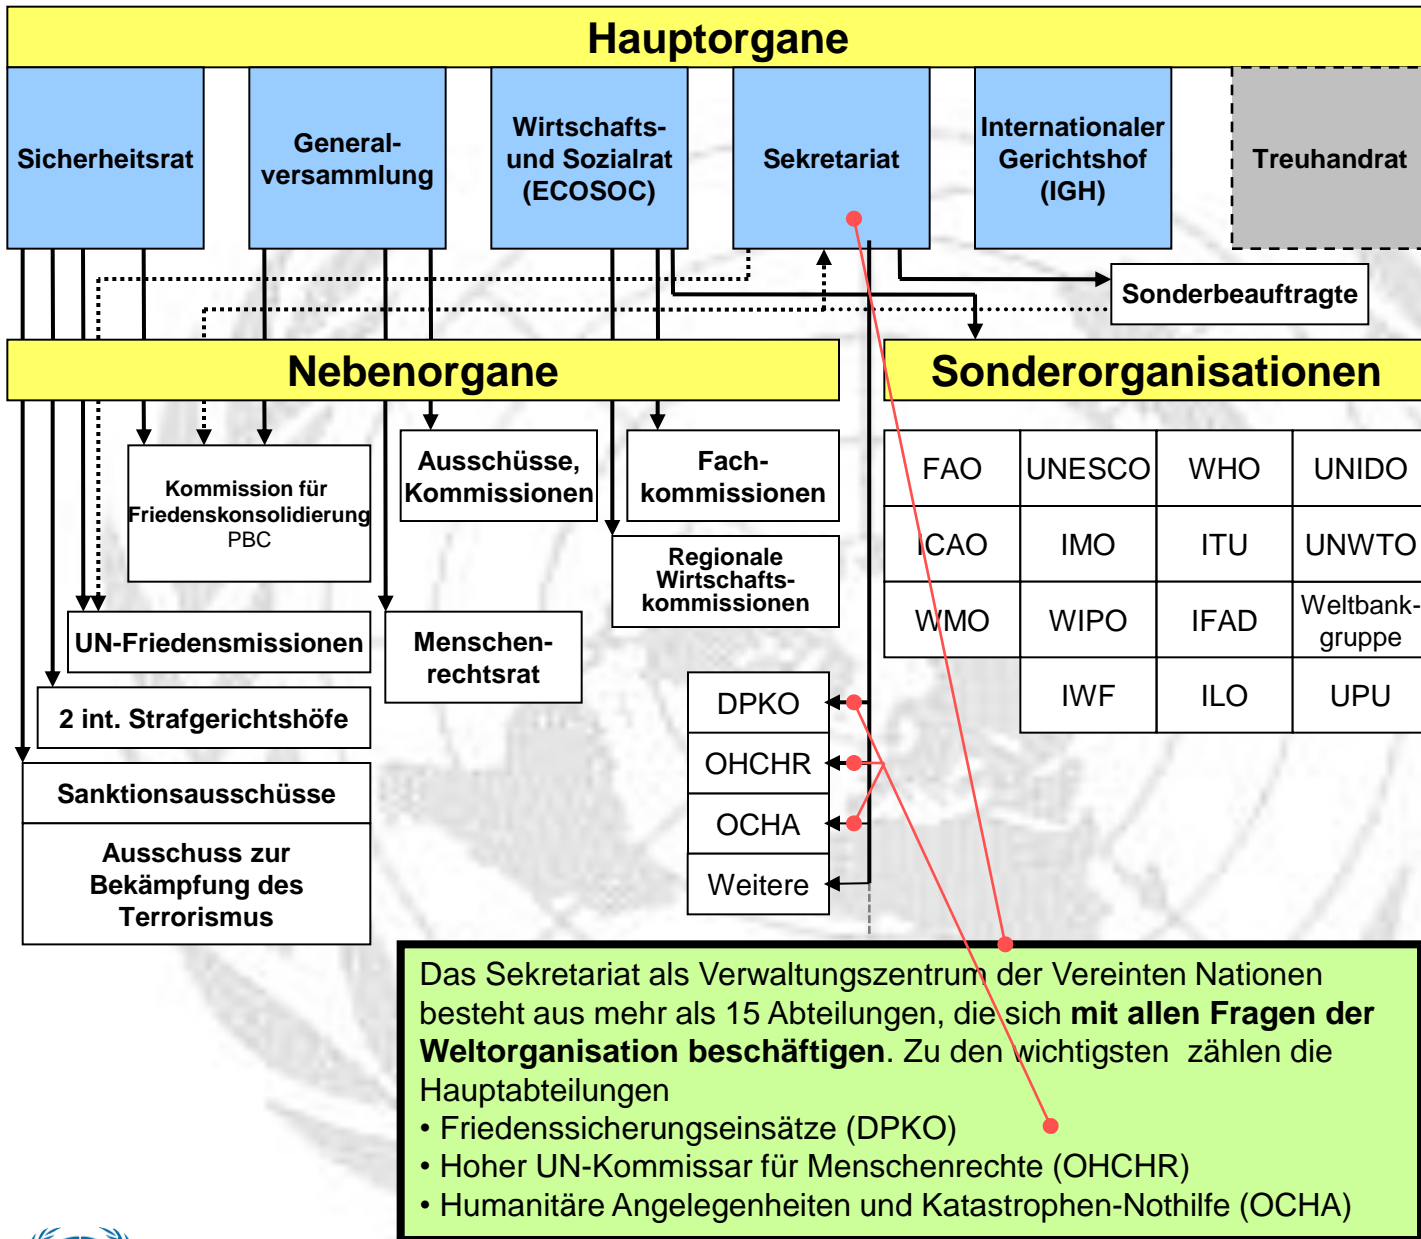 Hauptorgane
Sicherheitsrat
General-
versammlung
Wirtschafts-
und Sozialrat
(ECOSOC)
Sekretariat
Internationaler
Gerichtshof
(IGH)
Treuhandrat
Sonderbeauftragte
Nebenorgane
Sonderorganisationen
Kommission für
Friedenskonsolidierung
PBC
Ausschüsse,
Kommissionen
Fach-
kommissionen
Regionale
Wirtschafts-
kommissionen
UN-Friedensmissionen
Menschen-
rechtsrat
2 int. Strafgerichtshöfe
Sanktionsausschüsse
Ausschuss zur
Bekämpfung des
Terrorismus
FAO UNESCO WHO UNIDO
ICAO IMO ITU UNWTO
WMO WIPO IFAD Weltbank-
gruppe
IWF ILO UPU
DPKO
OHCHR
OCHA
Weitere
Das Sekretariat als Verwaltungszentrum der Vereinten Nationen
besteht aus mehr als 15 Abteilungen, die sich mit allen Fragen der
Weltorganisation beschäftigen. Zu den wichtigsten zählen die
Hauptabteilungen
• Friedenssicherungseinsätze (DPKO)
• Hoher UN-Kommissar für Menschenrechte (OHCHR)
• Humanitäre Angelegenheiten und Katastrophen-Nothilfe (OCHA)